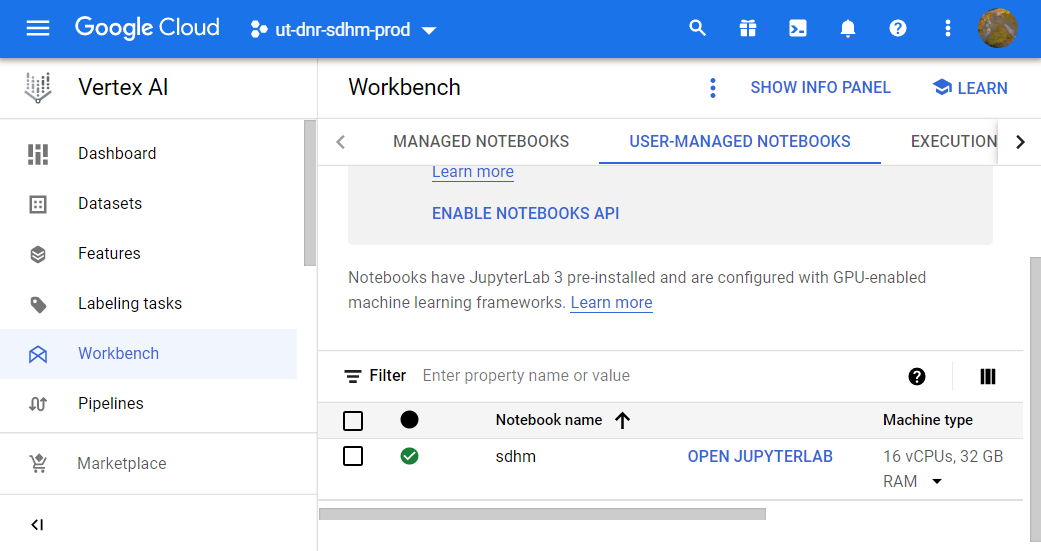 Google Cloud
ut-dnr-sdhm-prod
Vertex AI
Workbench
SHOW INFO PANEL
LEARN
Dashboard
Datasets
Features
Labeling tasks
Workbench
Pipelines
Marketplace
MANAGED NOTEBOOKS
USER-MANAGED NOTEBOOKS
EXECUTION
Learn more
ENABLE NOTEBOOKS API
Notebooks have JupyterLab 3 pre-installed and are configured with GPU-enabled
machine learning frameworks. Learn more
Filter Enter property name or value
Notebook name Machine type
sdhm OPEN JUPYTERLAB 16 vCPUs, 32 GB
RAM